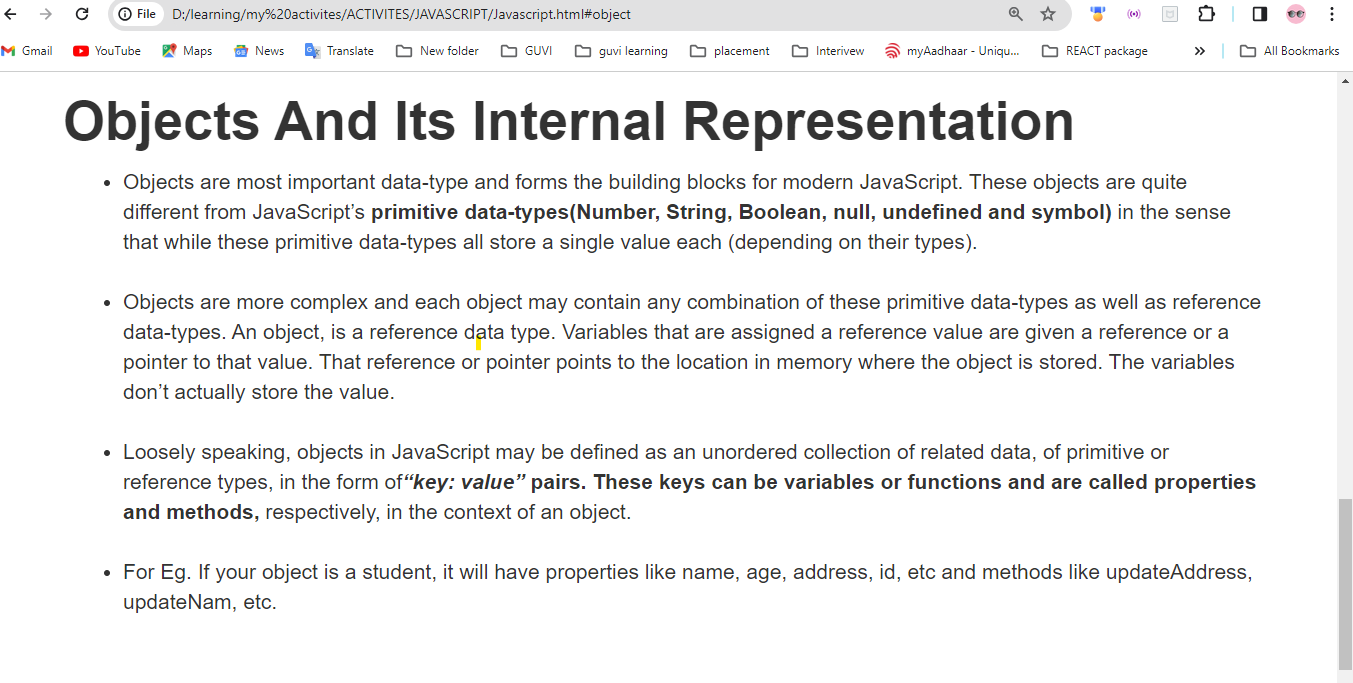 File
D:/learning/my%20activites/ACTIVITES/JAVASCRIPT/Javascript.html#object
Gmail YouTube Maps News Translate New folder GUVI guvi learning placement Interivew myAadhaar - Uniqu... REACT package » All Bookmarks
Objects And Its Internal Representation
• Objects are most important data-type and forms the building blocks for modern JavaScript. These objects are quite
different from JavaScript’s primitive data-types(Number, String, Boolean, null, undefined and symbol) in the sense
that while these primitive data-types all store a single value each (depending on their types).
• Objects are more complex and each object may contain any combination of these primitive data-types as well as reference
data-types. An object, is a reference data type. Variables that are assigned a reference value are given a reference or a
pointer to that value. That reference or pointer points to the location in memory where the object is stored. The variables
don’t actually store the value.
• Loosely speaking, objects in JavaScript may be defined as an unordered collection of related data, of primitive or
reference types, in the form of“key: value” pairs. These keys can be variables or functions and are called properties
and methods, respectively, in the context of an object.
• For Eg. If your object is a student, it will have properties like name, age, address, id, etc and methods like updateAddress,
updateNam, etc.